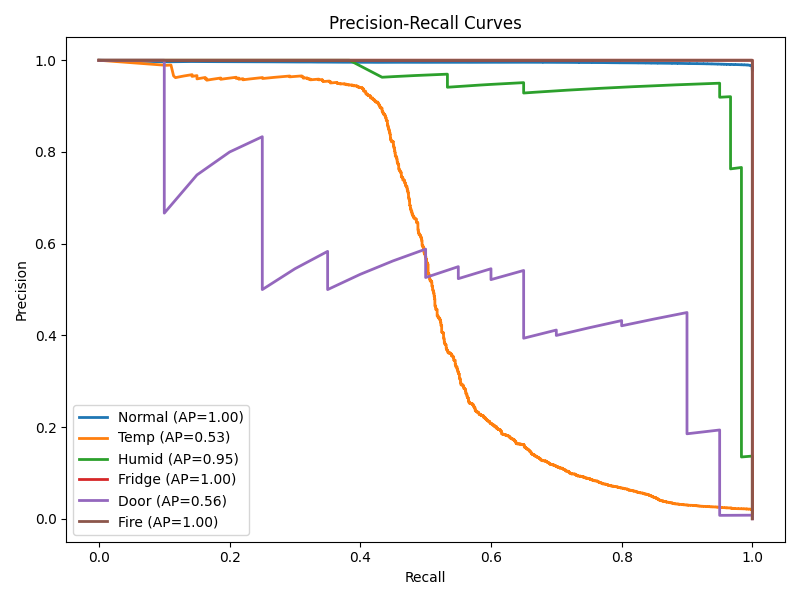 Precision-Recall Curves
1.0
0.8
0.6
0.4
0.2
0.0
Precision
Normal (AP=1.00)
Temp (AP=0.53)
Humid (AP=0.95)
Fridge (AP=1.00)
Door (AP=0.56)
Fire (AP=1.00)
0.0 0.2 0.4 0.6 0.8 1.0
Recall